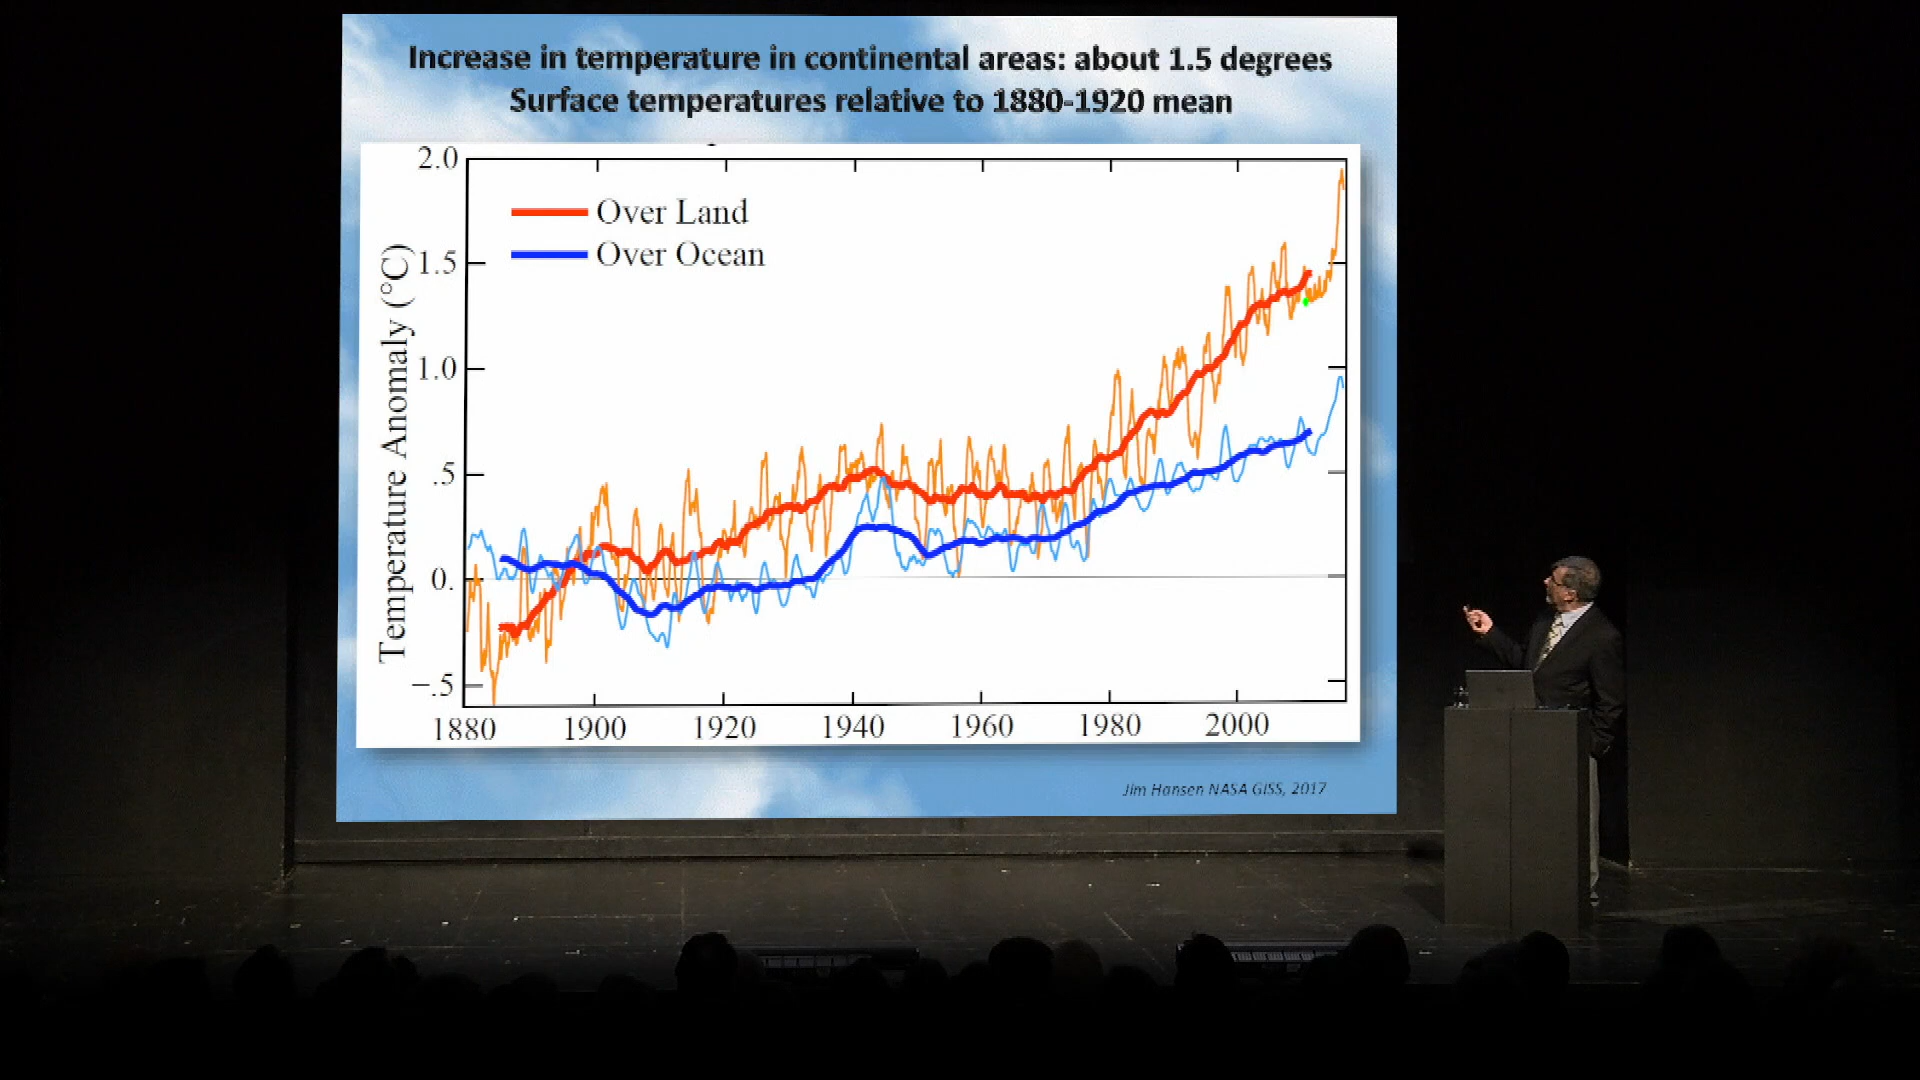 Increase in temperature in continental areas: about 1.5 degrees
Surface temperatures relative to 1880-1920 mean
2.0
1.5
1.0
.5
0.
−.5
Temperature Anomaly (°C)
Over Land
Over Ocean
1880 1900 1920 1940 1960 1980 2000
Jim Hansen NASA GISS, 2017